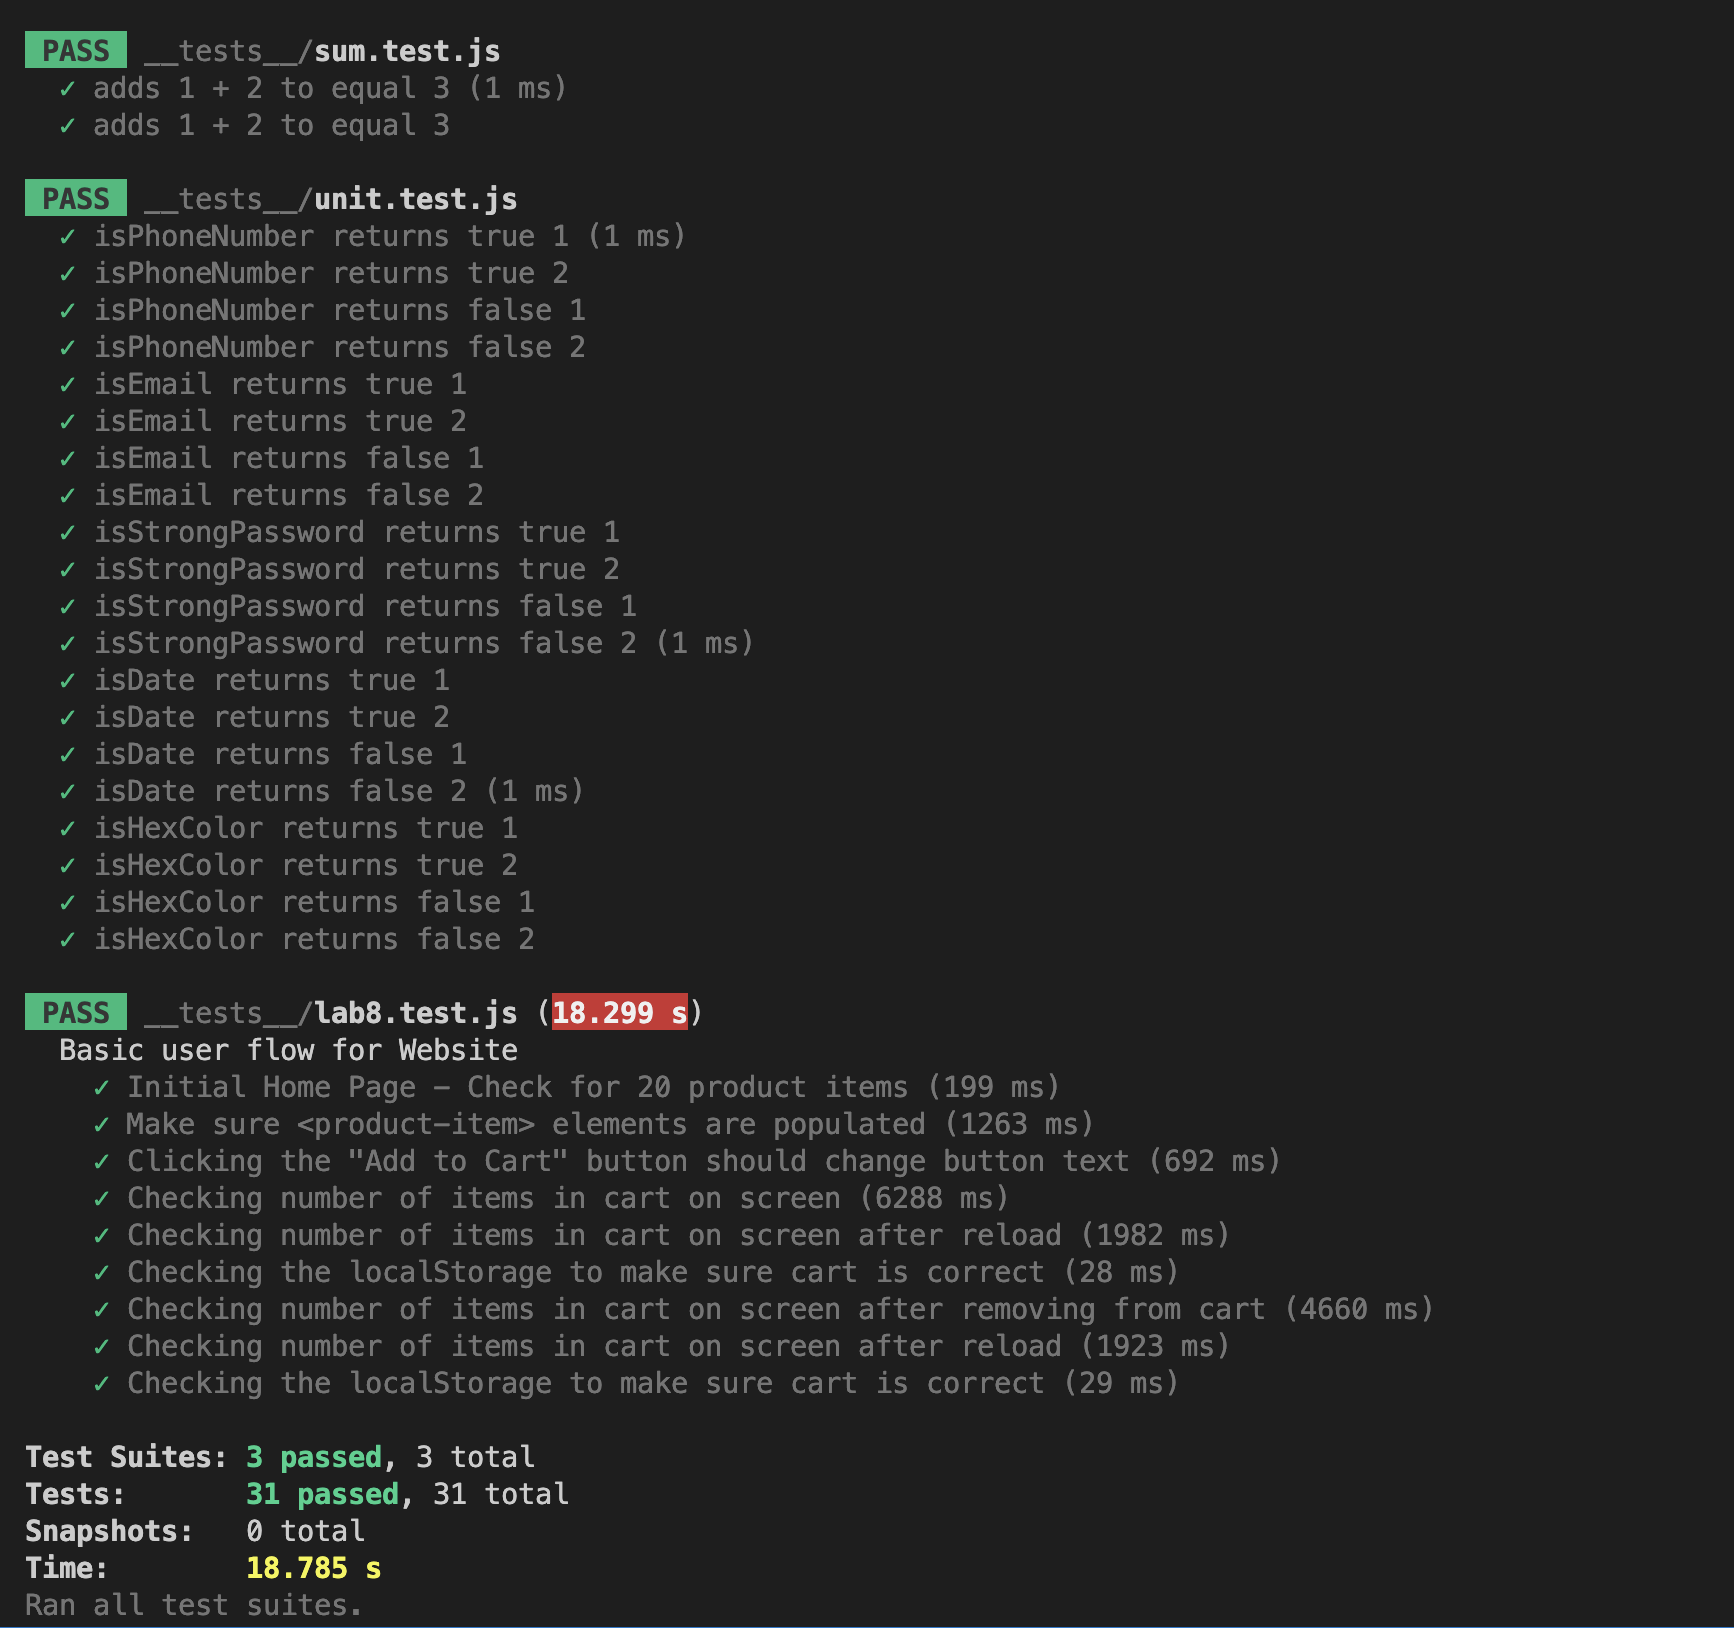 PASS __tests__/sum.test.js
✓ adds 1 + 2 to equal 3 (1 ms)
✓ adds 1 + 2 to equal 3
PASS __tests__/unit.test.js
✓ isPhoneNumber returns true 1 (1 ms)
✓ isPhoneNumber returns true 2
✓ isPhoneNumber returns false 1
✓ isPhoneNumber returns false 2
✓ isEmail returns true 1
✓ isEmail returns true 2
✓ isEmail returns false 1
✓ isEmail returns false 2
✓ isStrongPassword returns true 1
✓ isStrongPassword returns true 2
✓ isStrongPassword returns false 1
✓ isStrongPassword returns false 2 (1 ms)
✓ isDate returns true 1
✓ isDate returns true 2
✓ isDate returns false 1
✓ isDate returns false 2 (1 ms)
✓ isHexColor returns true 1
✓ isHexColor returns true 2
✓ isHexColor returns false 1
✓ isHexColor returns false 2
PASS __tests__/lab8.test.js (18.299 s)
Basic user flow for Website
✓ Initial Home Page - Check for 20 product items (199 ms)
✓ Make sure <product-item> elements are populated (1263 ms)
✓ Clicking the "Add to Cart" button should change button text (692 ms)
✓ Checking number of items in cart on screen (6288 ms)
✓ Checking number of items in cart on screen after reload (1982 ms)
✓ Checking the localStorage to make sure cart is correct (28 ms)
✓ Checking number of items in cart on screen after removing from cart (4660 ms)
✓ Checking number of items in cart on screen after reload (1923 ms)
✓ Checking the localStorage to make sure cart is correct (29 ms)
Test Suites: 3 passed, 3 total
Tests: 31 passed, 31 total
Snapshots: 0 total
Time: 18.785 s
Ran all test suites.